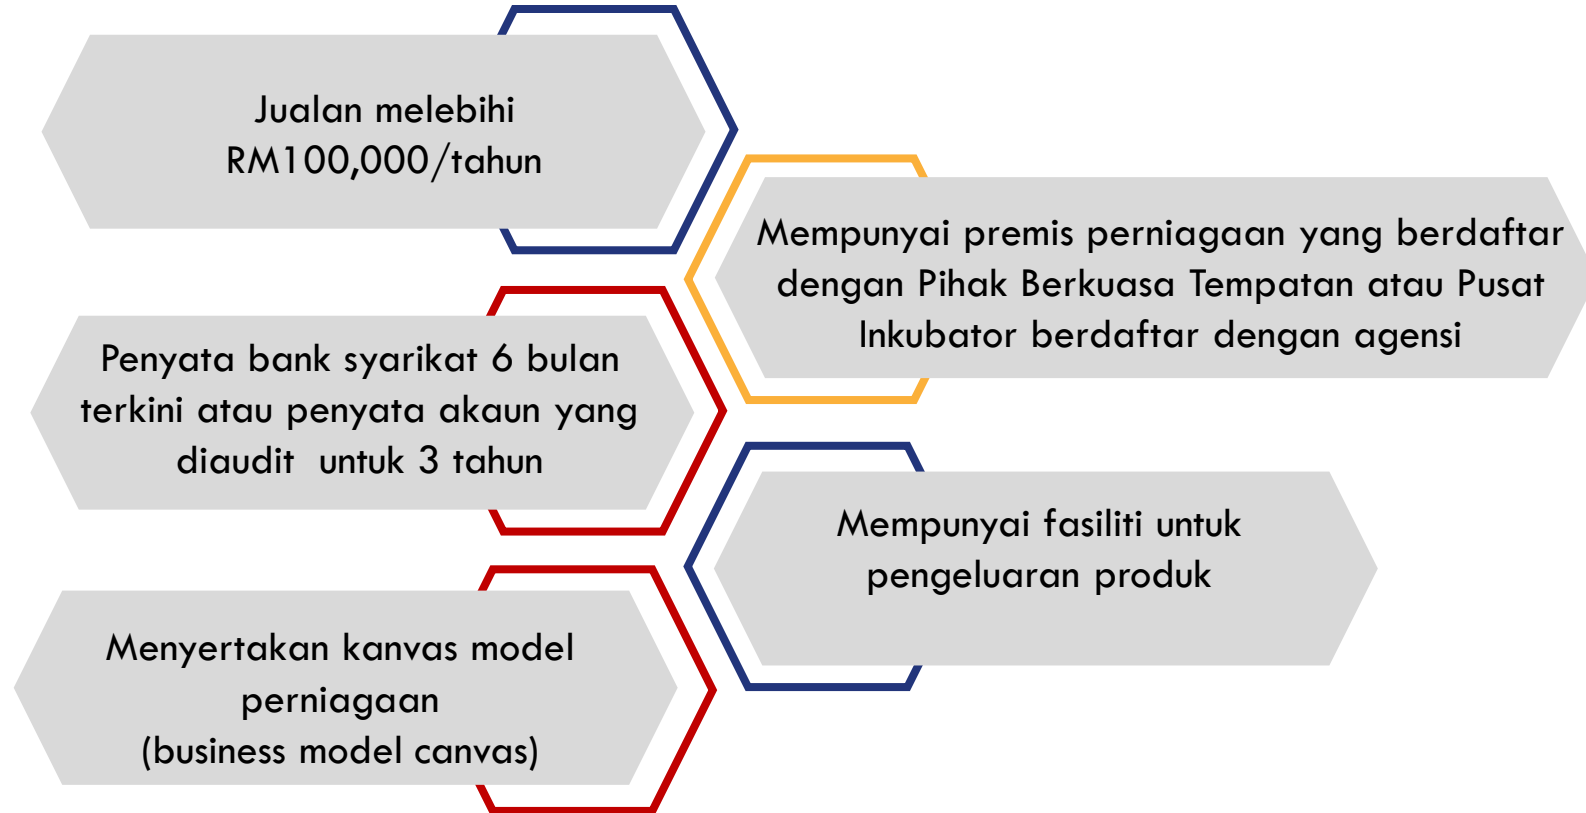 Jualan melebihi
RM100,000/tahun
Mempunyai premis perniagaan yang berdaftar
dengan Pihak Berkuasa Tempatan atau Pusat
Inkubator berdaftar dengan agensi
Penyata bank syarikat 6 bulan
terkini atau penyata akaun yang
diaudit  untuk 3 tahun
Mempunyai fasiliti untuk
pengeluaran produk
Menyertakan kanvas model
perniagaan
(business model canvas)